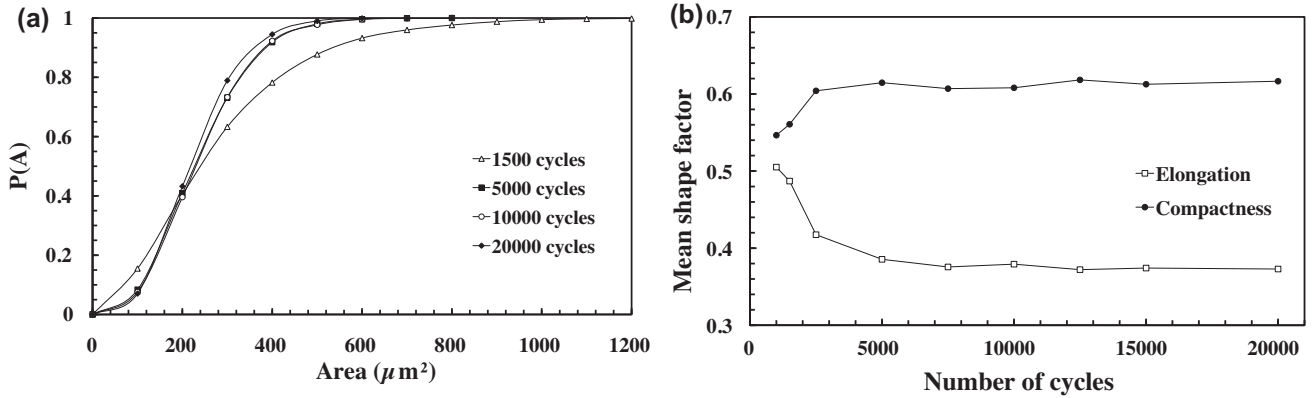 (a)
1
0.8
0.6
0.4
0.2
0
P(A)
0 200 400 600 800 1000 1200
Area (µm²)
1500 cycles
5000 cycles
10000 cycles
20000 cycles
(b)
0.7
0.6
0.5
0.4
0.3
Mean shape factor
0 5000 10000 15000 20000
Number of cycles
Elongation
Compactness